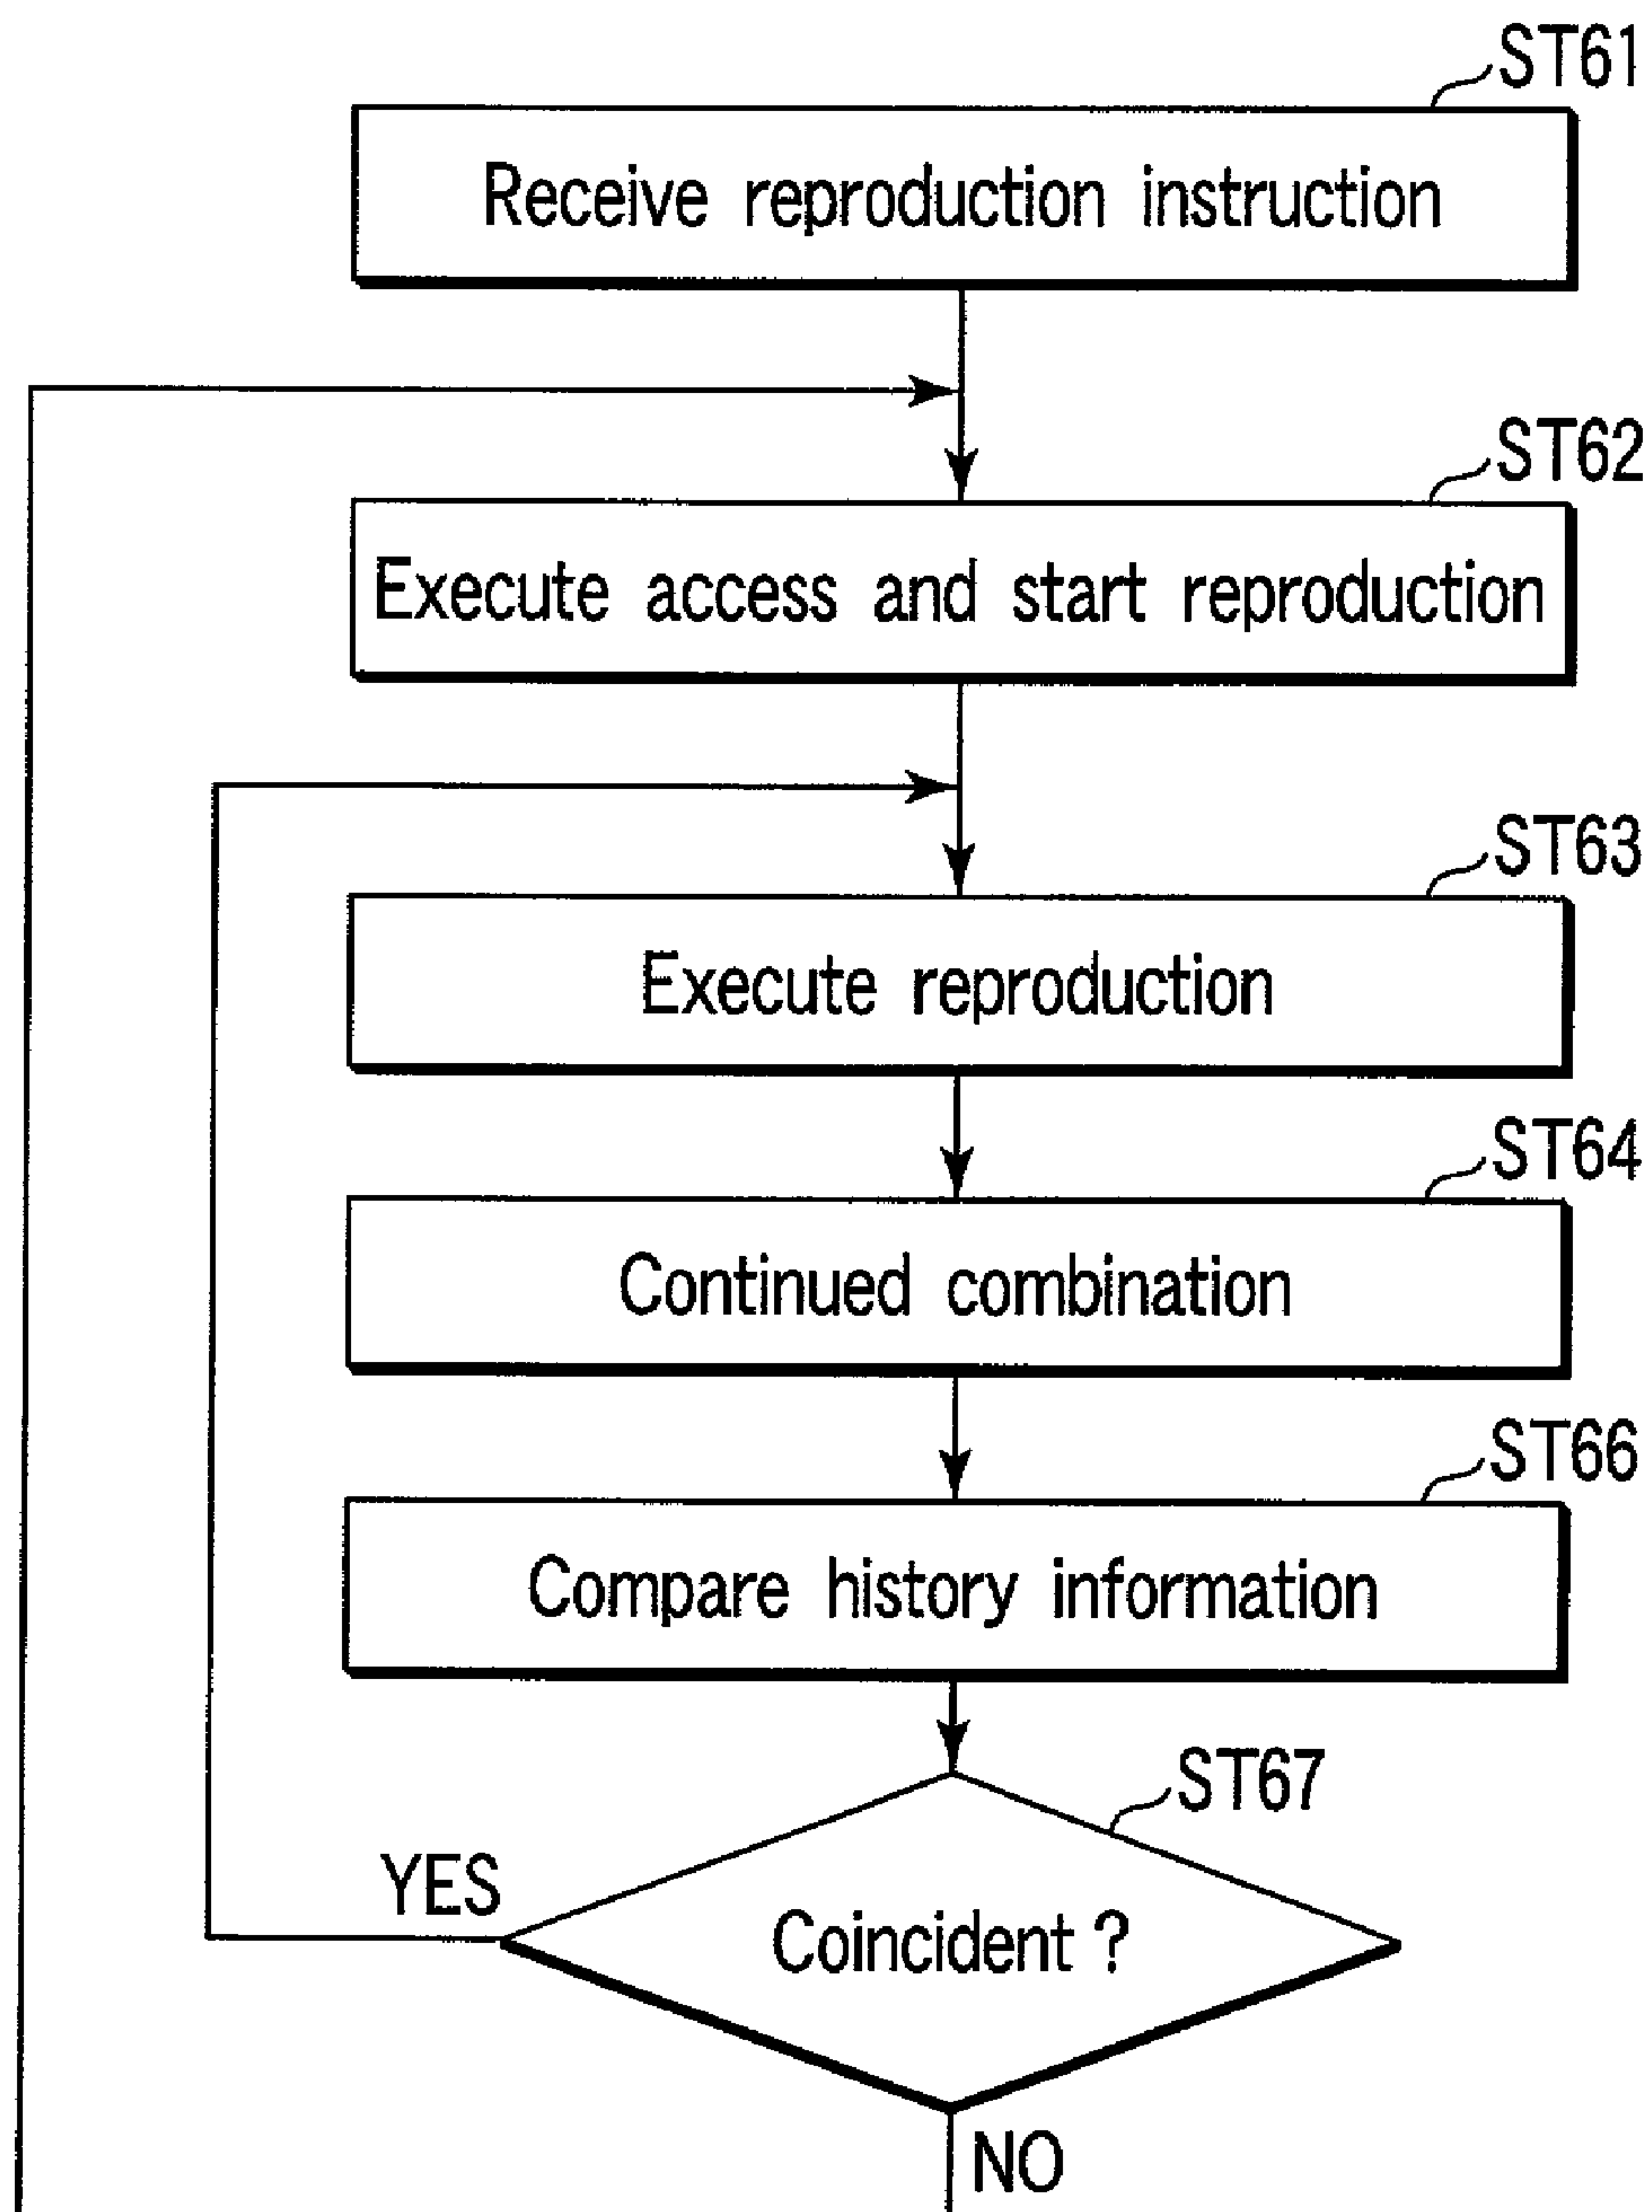 ST61
Receive reproduction instruction
ST62
Execute access and start reproduction
ST63
Execute reproduction
ST64
Continued combination
ST66
Compare history information
ST67
YES
Coincident ?
NO